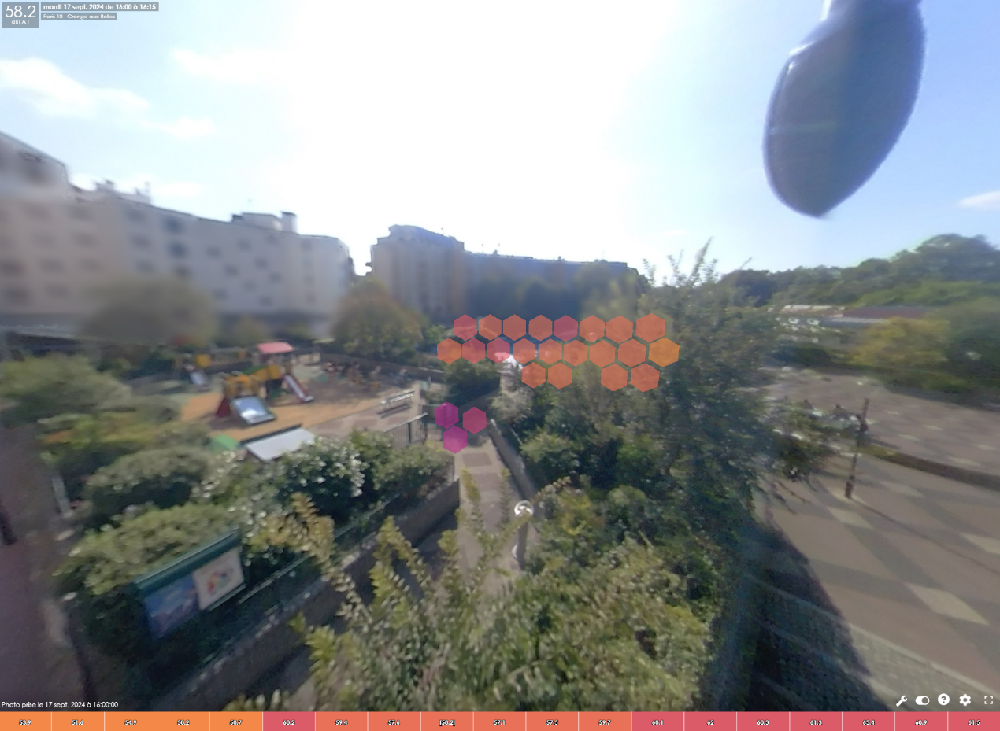 58.2
dB( A )
mardi 17 sept. 2024 de 16:00 à 16:15
Paris 10 - Grange-aux-Belles
Photo prise le 17 sept. 2024 à 16:00:00
53.9 51.6 54.9 50.2 50.7 60.2 59.4 57.6 [58.2] 57.1 57.5 59.7 60.1 62 60.3 61.3 63.4 60.9 61.5